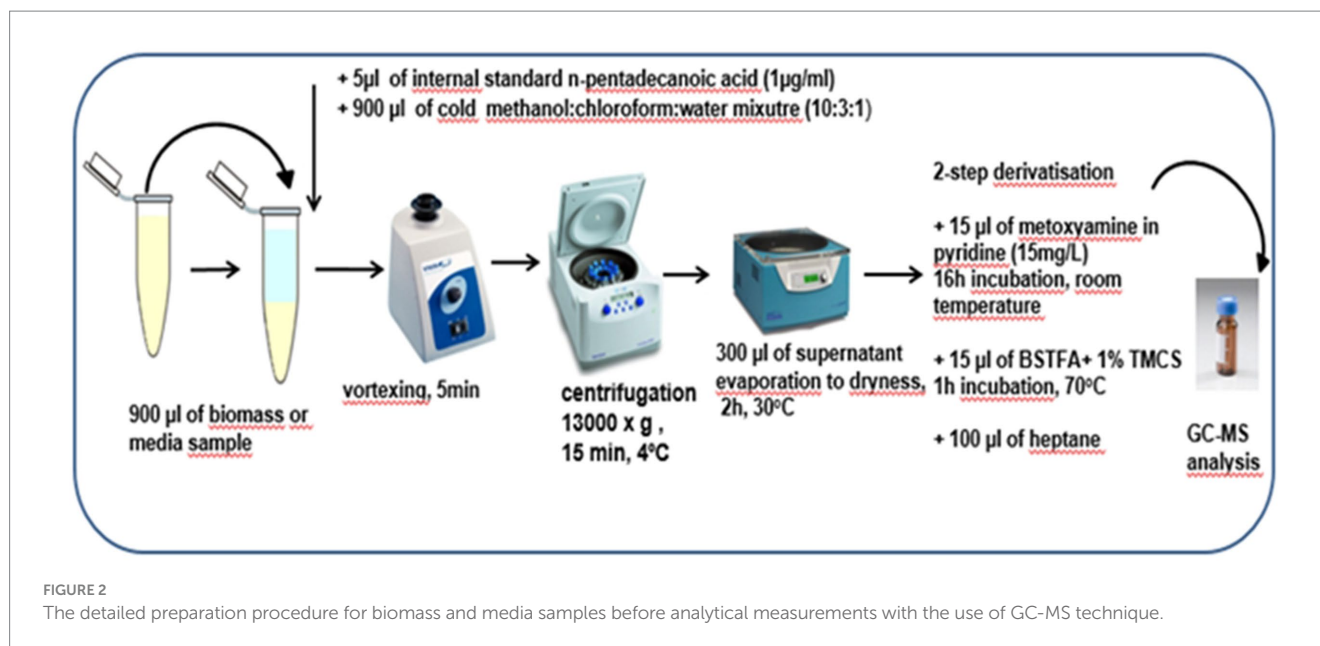 + 5µl of internal standard n-pentadecanoic acid (1µg/ml)
+ 900 µl of cold methanol:chloroform:water mixutre (10:3:1)
900 µl of biomass or
media sample
vortexing, 5min
centrifugation
13000 x g ,
15 min, 4ºC
300 µl of supernatant
evaporation to dryness,
2h, 30ºC
2-step derivatisation
+ 15 µl of metoxyamine in
pyridine (15mg/L)
16h incubation, room
temperature
+ 15 µl of BSTFA+ 1% TMCS
1h incubation, 70°C
+ 100 µl of heptane
GC-MS
analysis
FIGURE 2
The detailed preparation procedure for biomass and media samples before analytical measurements with the use of GC-MS technique.